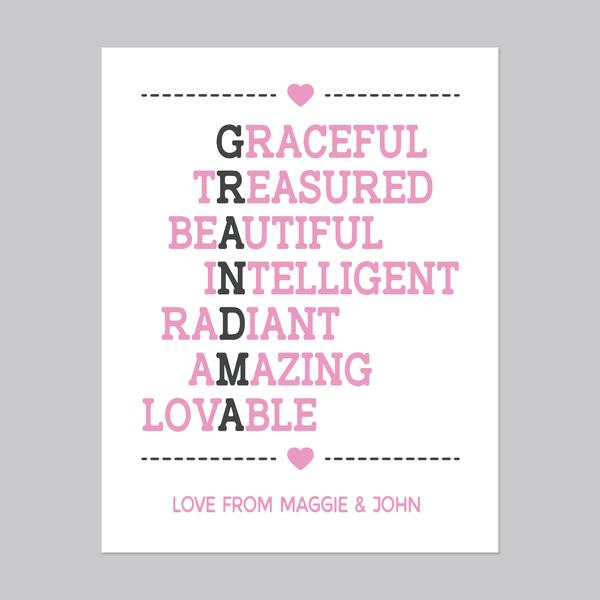 GRACEFUL
TREASURED
BEAUTIFUL
INTELLIGENT
RADIANT
AMAZING
LOVABLE
LOVE FROM MAGGIE & JOHN